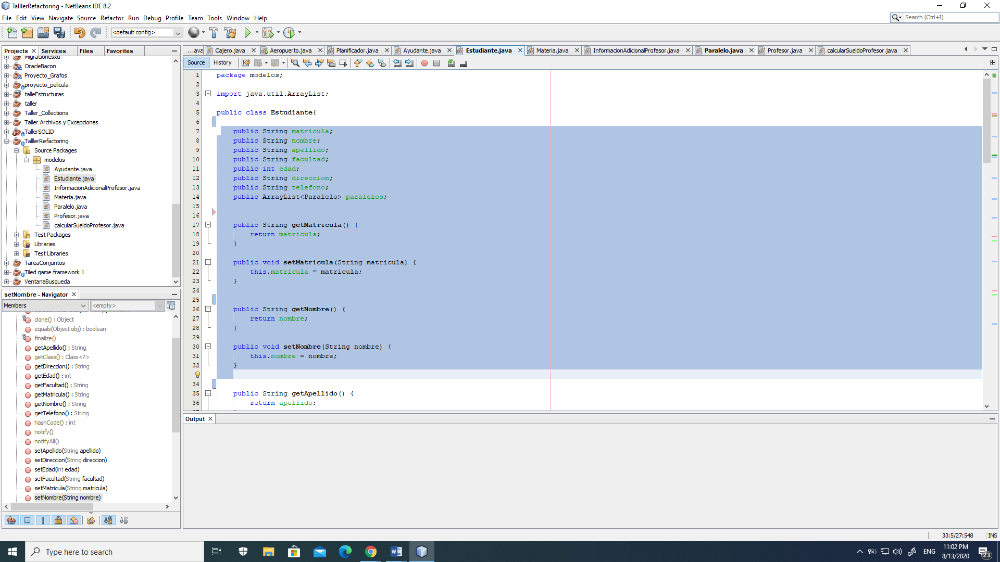 TalllerRefactoring - NetBeans IDE 8.2
File Edit View Navigate Source Refactor Run Debug Profile Team Tools Window Help
Search (Ctrl+I)
<default config>
Projects Services Files Favorites
...ava Cajero.java Aeropuerto.java Planificador.java Ayudante.java Estudiante.java Materia.java InformacionAdicionalProfesor.java Paralelo.java Profesor.java calcularSueldoProfesor.java
Source History
MigracionesXd
OracleBacon
Proyecto_Grafos
proyecto_pelicula
talleEstructuras
taller
Taller_Collections
Taller Archivos y Excepciones
TallerSOLID
TalllerRefactoring
Source Packages
modelos
Ayudante.java
Estudiante.java
InformacionAdicionalProfesor.java
Materia.java
Paralelo.java
Profesor.java
calcularSueldoProfesor.java
Test Packages
Libraries
Test Libraries
TareaConjuntos
Tiled game framework 1
VentanaBusqueda
setNombre - Navigator
Members <empty>
clone() : Object
equals(Object obj) : boolean
finalize()
getApellido() : String
getClass() : Class<?>
getDireccion() : String
getEdad() : int
getFacultad() : String
getMatricula() : String
getNombre() : String
getTelefono() : String
hashCode() : int
notify()
notifyAll()
setApellido(String apellido)
setDireccion(String direccion)
setEdad(int edad)
setFacultad(String facultad)
setMatricula(String matricula)
setNombre(String nombre)
1 package modelos;
2
3 import java.util.ArrayList;
4
5 public class Estudiante{
6
7 public String matricula;
8 public String nombre;
9 public String apellido;
10 public String facultad;
11 public int edad;
12 public String direccion;
13 public String telefono;
14 public ArrayList<Paralelo> paralelos;
15
16
17 public String getMatricula() {
18 return matricula;
19 }
20
21 public void setMatricula(String matricula) {
22 this.matricula = matricula;
23 }
24
25
26 public String getNombre() {
27 return nombre;
28 }
29
30 public void setNombre(String nombre) {
31 this.nombre = nombre;
32 }
34
35 public String getApellido() {
36 return apellido;
Output
33:5/27:548 INS
Type here to search
ENG
11:02 PM
8/13/2020
23